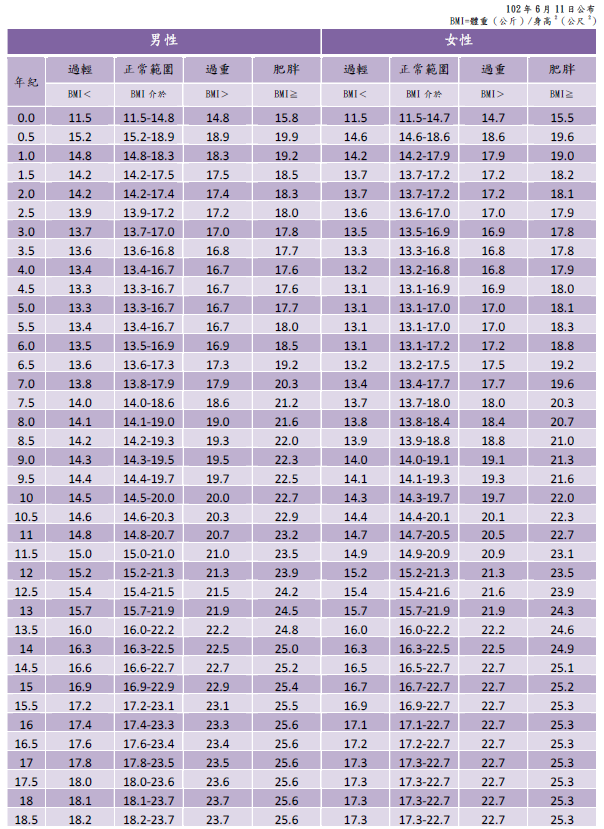 102 年 6 月 11 日公布
BMI=體重（公斤）/身高²（公尺²）
男性 女性
年紀 過輕 正常範圍 過重 肥胖 過輕 正常範圍 過重 肥胖
BMI＜ BMI 介於 BMI＞ BMI≧ BMI＜ BMI 介於 BMI＞ BMI≧
0.0 11.5 11.5-14.8 14.8 15.8 11.5 11.5-14.7 14.7 15.5
0.5 15.2 15.2-18.9 18.9 19.9 14.6 14.6-18.6 18.6 19.6
1.0 14.8 14.8-18.3 18.3 19.2 14.2 14.2-17.9 17.9 19.0
1.5 14.2 14.2-17.5 17.5 18.5 13.7 13.7-17.2 17.2 18.2
2.0 14.2 14.2-17.4 17.4 18.3 13.7 13.7-17.2 17.2 18.1
2.5 13.9 13.9-17.2 17.2 18.0 13.6 13.6-17.0 17.0 17.9
3.0 13.7 13.7-17.0 17.0 17.8 13.5 13.5-16.9 16.9 17.8
3.5 13.6 13.6-16.8 16.8 17.7 13.3 13.3-16.8 16.8 17.8
4.0 13.4 13.4-16.7 16.7 17.6 13.2 13.2-16.8 16.8 17.9
4.5 13.3 13.3-16.7 16.7 17.6 13.1 13.1-16.9 16.9 18.0
5.0 13.3 13.3-16.7 16.7 17.7 13.1 13.1-17.0 17.0 18.1
5.5 13.4 13.4-16.7 16.7 18.0 13.1 13.1-17.0 17.0 18.3
6.0 13.5 13.5-16.9 16.9 18.5 13.1 13.1-17.2 17.2 18.8
6.5 13.6 13.6-17.3 17.3 19.2 13.2 13.2-17.5 17.5 19.2
7.0 13.8 13.8-17.9 17.9 20.3 13.4 13.4-17.7 17.7 19.6
7.5 14.0 14.0-18.6 18.6 21.2 13.7 13.7-18.0 18.0 20.3
8.0 14.1 14.1-19.0 19.0 21.6 13.8 13.8-18.4 18.4 20.7
8.5 14.2 14.2-19.3 19.3 22.0 13.9 13.9-18.8 18.8 21.0
9.0 14.3 14.3-19.5 19.5 22.3 14.0 14.0-19.1 19.1 21.3
9.5 14.4 14.4-19.7 19.7 22.5 14.1 14.1-19.3 19.3 21.6
10 14.5 14.5-20.0 20.0 22.7 14.3 14.3-19.7 19.7 22.0
10.5 14.6 14.6-20.3 20.3 22.9 14.4 14.4-20.1 20.1 22.3
11 14.8 14.8-20.7 20.7 23.2 14.7 14.7-20.5 20.5 22.7
11.5 15.0 15.0-21.0 21.0 23.5 14.9 14.9-20.9 20.9 23.1
12 15.2 15.2-21.3 21.3 23.9 15.2 15.2-21.3 21.3 23.5
12.5 15.4 15.4-21.5 21.5 24.2 15.4 15.4-21.6 21.6 23.9
13 15.7 15.7-21.9 21.9 24.5 15.7 15.7-21.9 21.9 24.3
13.5 16.0 16.0-22.2 22.2 24.8 16.0 16.0-22.2 22.2 24.6
14 16.3 16.3-22.5 22.5 25.0 16.3 16.3-22.5 22.5 24.9
14.5 16.6 16.6-22.7 22.7 25.2 16.5 16.5-22.7 22.7 25.1
15 16.9 16.9-22.9 22.9 25.4 16.7 16.7-22.7 22.7 25.2
15.5 17.2 17.2-23.1 23.1 25.5 16.9 16.9-22.7 22.7 25.3
16 17.4 17.4-23.3 23.3 25.6 17.1 17.1-22.7 22.7 25.3
16.5 17.6 17.6-23.4 23.4 25.6 17.2 17.2-22.7 22.7 25.3
17 17.8 17.8-23.5 23.5 25.6 17.3 17.3-22.7 22.7 25.3
17.5 18.0 18.0-23.6 23.6 25.6 17.3 17.3-22.7 22.7 25.3
18 18.1 18.1-23.7 23.7 25.6 17.3 17.3-22.7 22.7 25.3
18.5 18.2 18.2-23.7 23.7 25.6 17.3 17.3-22.7 22.7 25.3